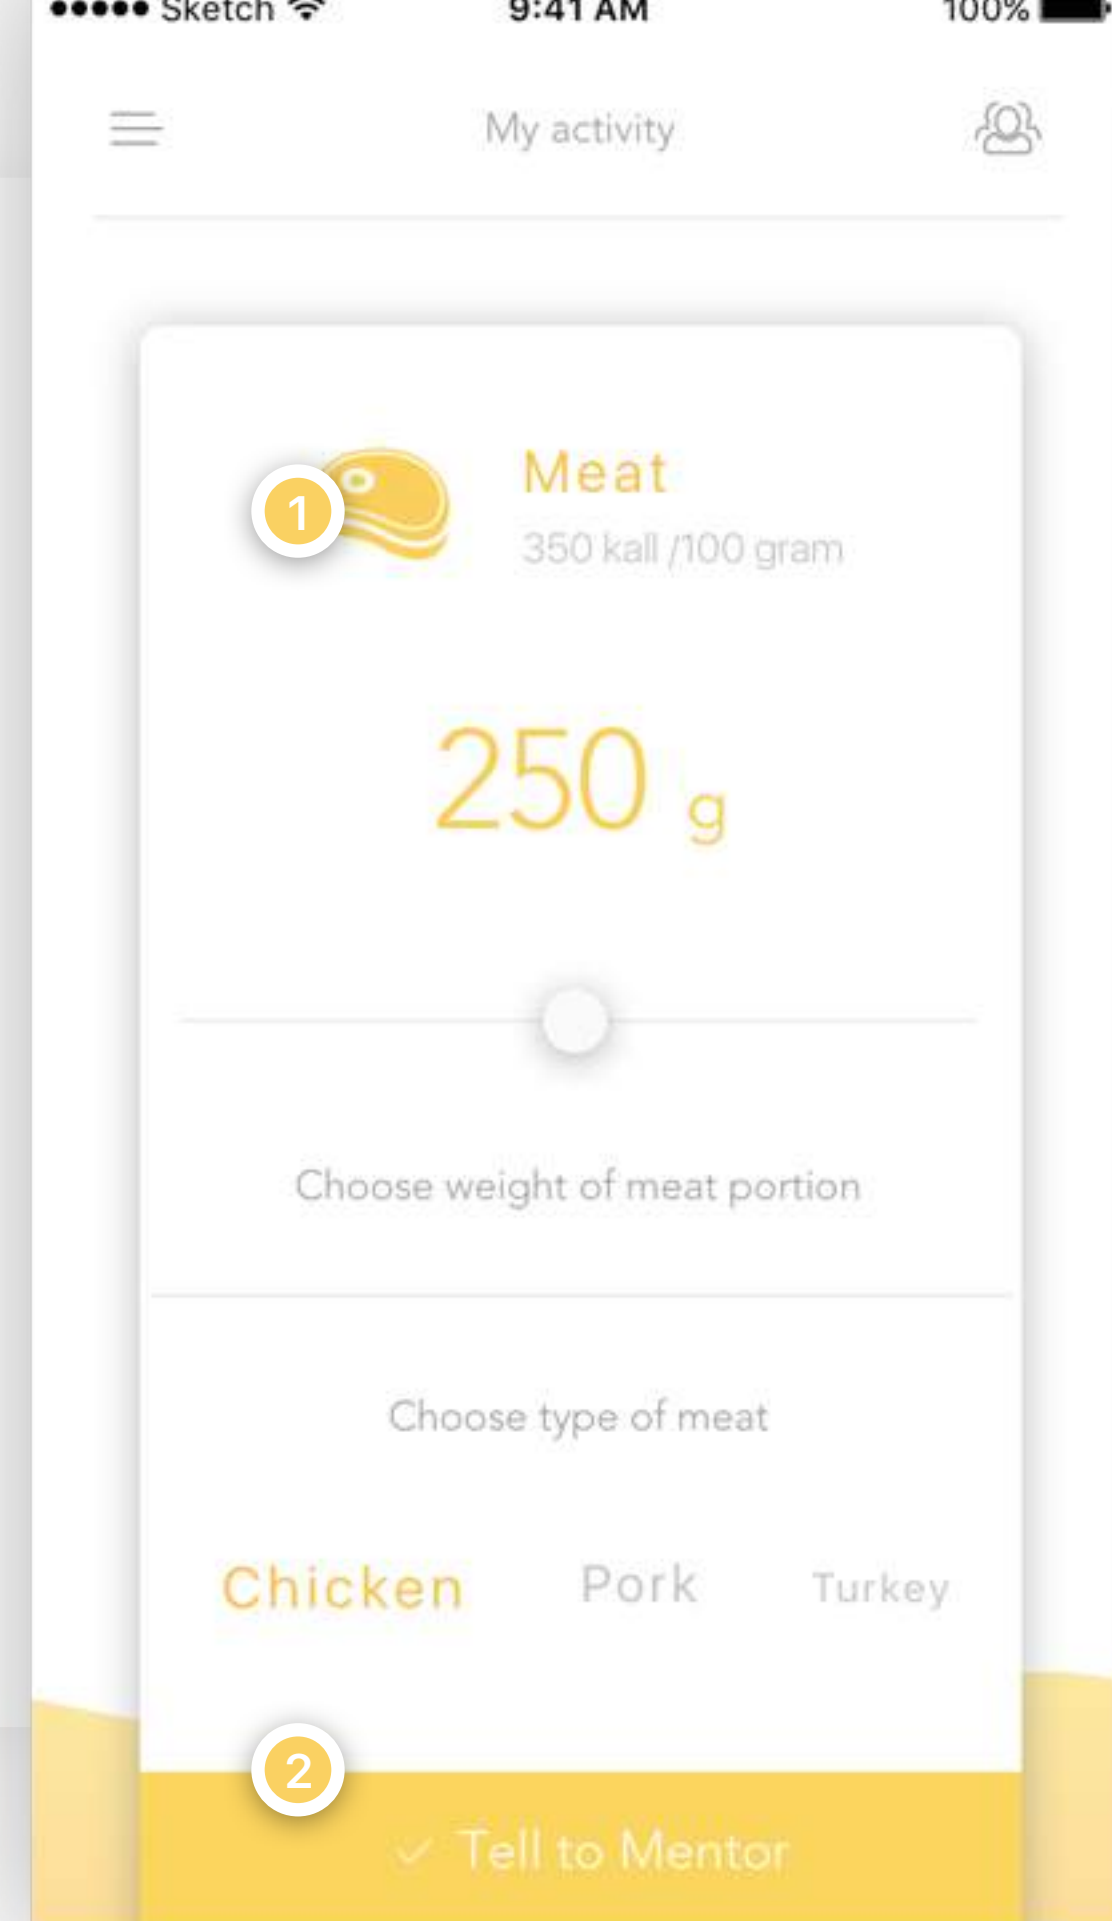 Sketch 9:41 AM 100%
My activity
1
Meat
350 kall /100 gram
250 g
Choose weight of meat portion
Choose type of meat
Chicken Pork Turkey
2
Tell to Mentor